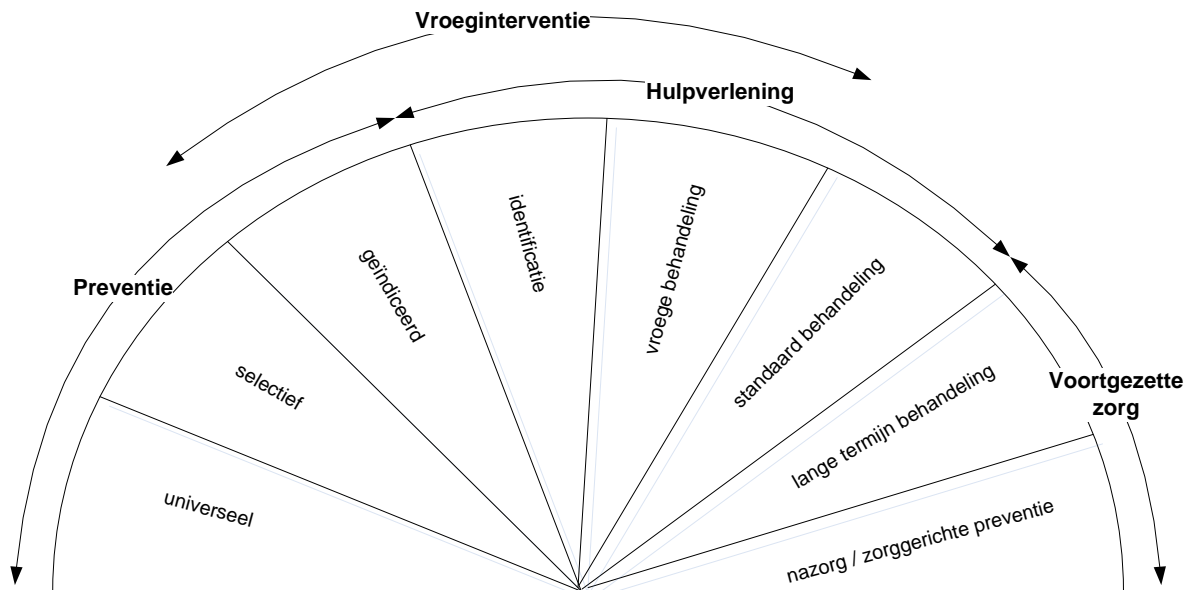 Vroeginterventie
Hulpverlening
Preventie
Voortgezette
zorg
universeel
selectief
geïndiceerd
identificatie
vroege behandeling
standaard behandeling
lange termijn behandeling
nazorg / zorggerichte preventie